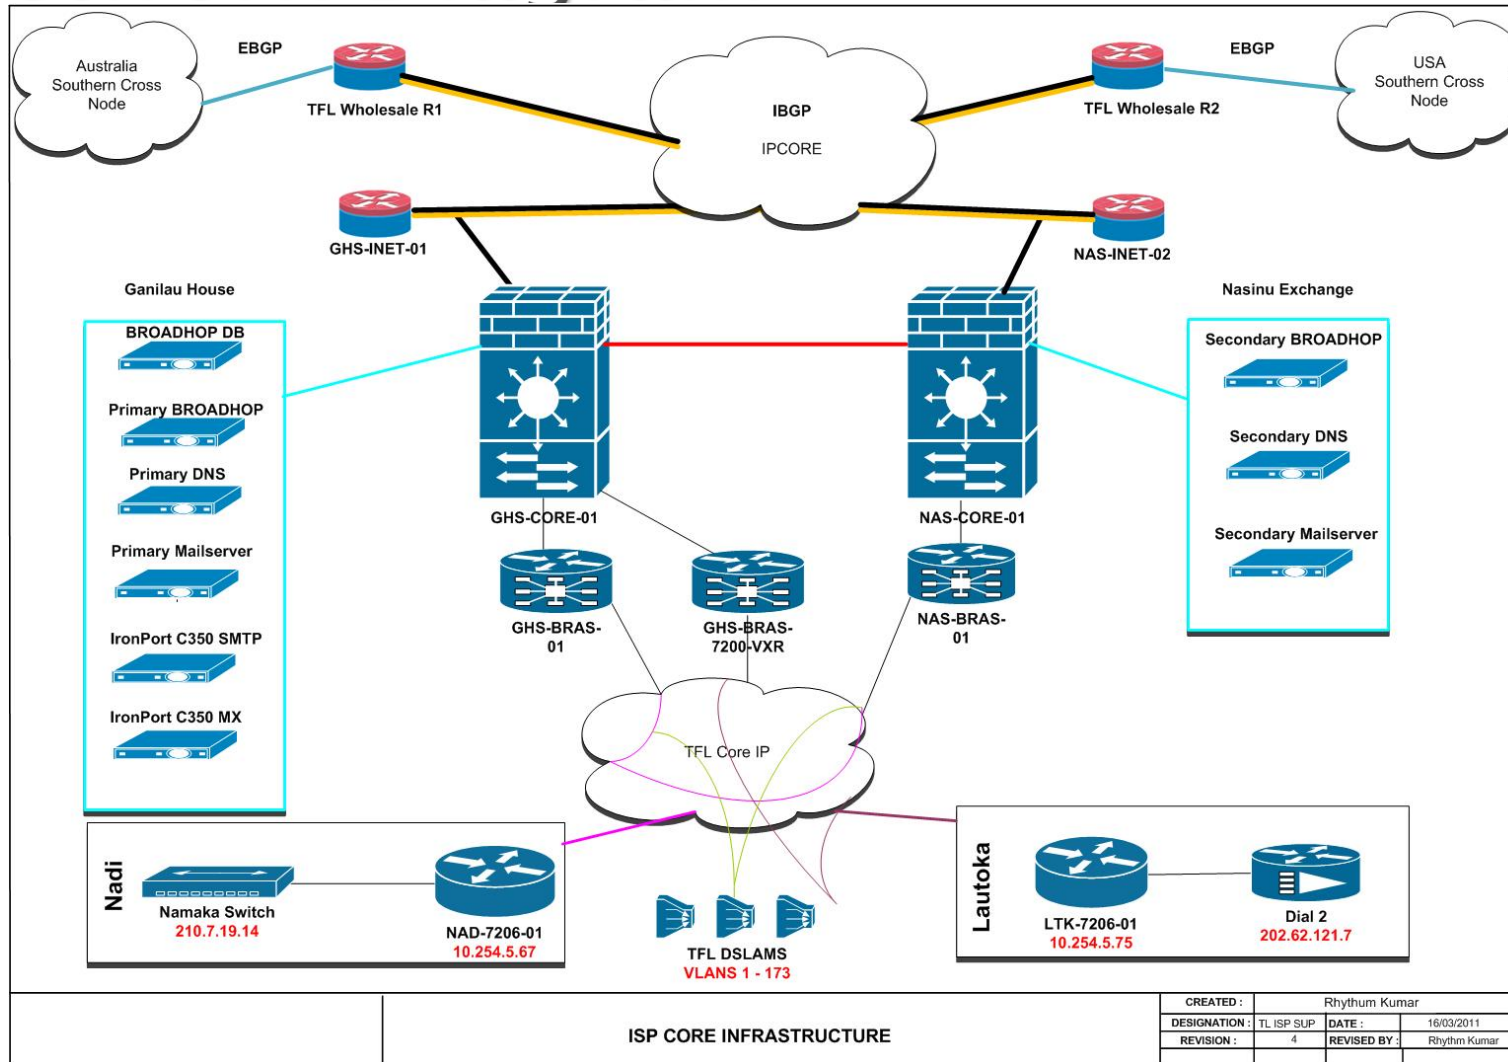 Australia
Southern Cross
Node
EBGP
TFL Wholesale R1
IBGP
IPCORE
TFL Wholesale R2
EBGP
USA
Southern Cross
Node
GHS-INET-01
NAS-INET-02
Ganilau House
BROADHOP DB
Primary BROADHOP
Primary DNS
Primary Mailserver
IronPort C350 SMTP
IronPort C350 MX
GHS-CORE-01
NAS-CORE-01
Nasinu Exchange
Secondary BROADHOP
Secondary DNS
Secondary Mailserver
GHS-BRAS-
01
GHS-BRAS-
7200-VXR
NAS-BRAS-
01
TFL Core IP
Nadi
Namaka Switch
210.7.19.14
NAD-7206-01
10.254.5.67
TFL DSLAMS
VLANS 1 - 173
Lautoka
LTK-7206-01
10.254.5.75
Dial 2
202.62.121.7
ISP CORE INFRASTRUCTURE
CREATED : Rhythum Kumar
DESIGNATION : TL ISP SUP DATE : 16/03/2011
REVISION : 4 REVISED BY : Rhythm Kumar